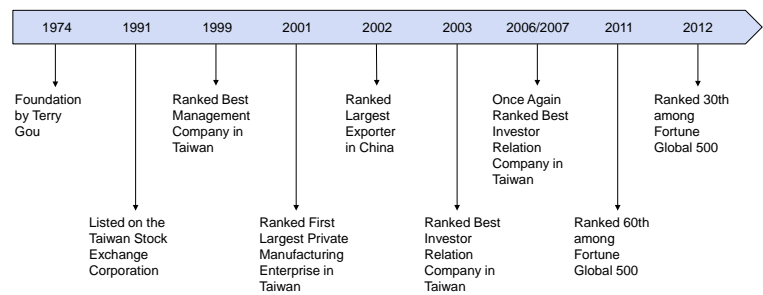 1974 1991 1999 2001 2002 2003 2006/2007 2011 2012
Foundation
by Terry
Gou
Listed on the
Taiwan Stock
Exchange
Corporation
Ranked Best
Management
Company in
Taiwan
Ranked First
Largest Private
Manufacturing
Enterprise in
Taiwan
Ranked
Largest
Exporter
in China
Ranked Best
Investor
Relation
Company in
Taiwan
Once Again
Ranked Best
Investor
Relation
Company in
Taiwan
Ranked 60th
among
Fortune
Global 500
Ranked 30th
among
Fortune
Global 500